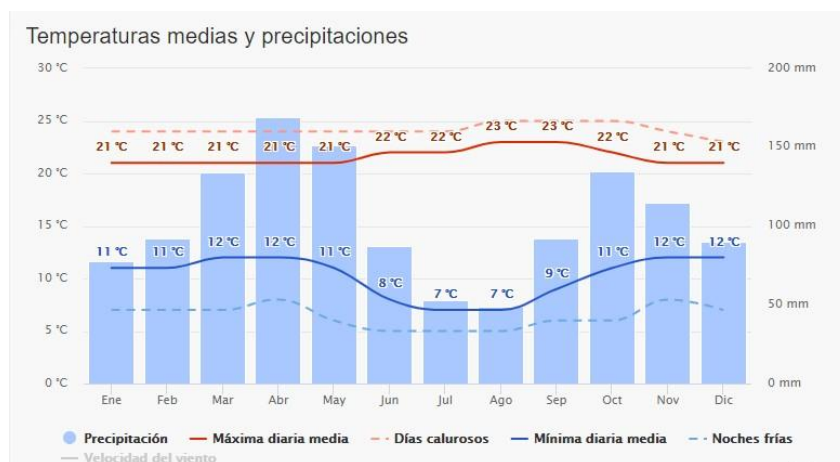 Temperaturas medias y precipitaciones
30 °C 200 mm
25 °C 150 mm
20 °C
15 °C 100 mm
10 °C 50 mm
5 °C
0 °C 0 mm
21 °C 21 °C 21 °C 21 °C 21 °C 22 °C 22 °C 23 °C 23 °C 22 °C 21 °C 21 °C
11 °C 11 °C 12 °C 12 °C 11 °C 8 °C 7 °C 7 °C 9 °C 11 °C 12 °C 12 °C
Ene Feb Mar Abr May Jun Jul Ago Sep Oct Nov Dic
Precipitación Máxima diaria media Días calurosos Mínima diaria media Noches frías
Velocidad del viento